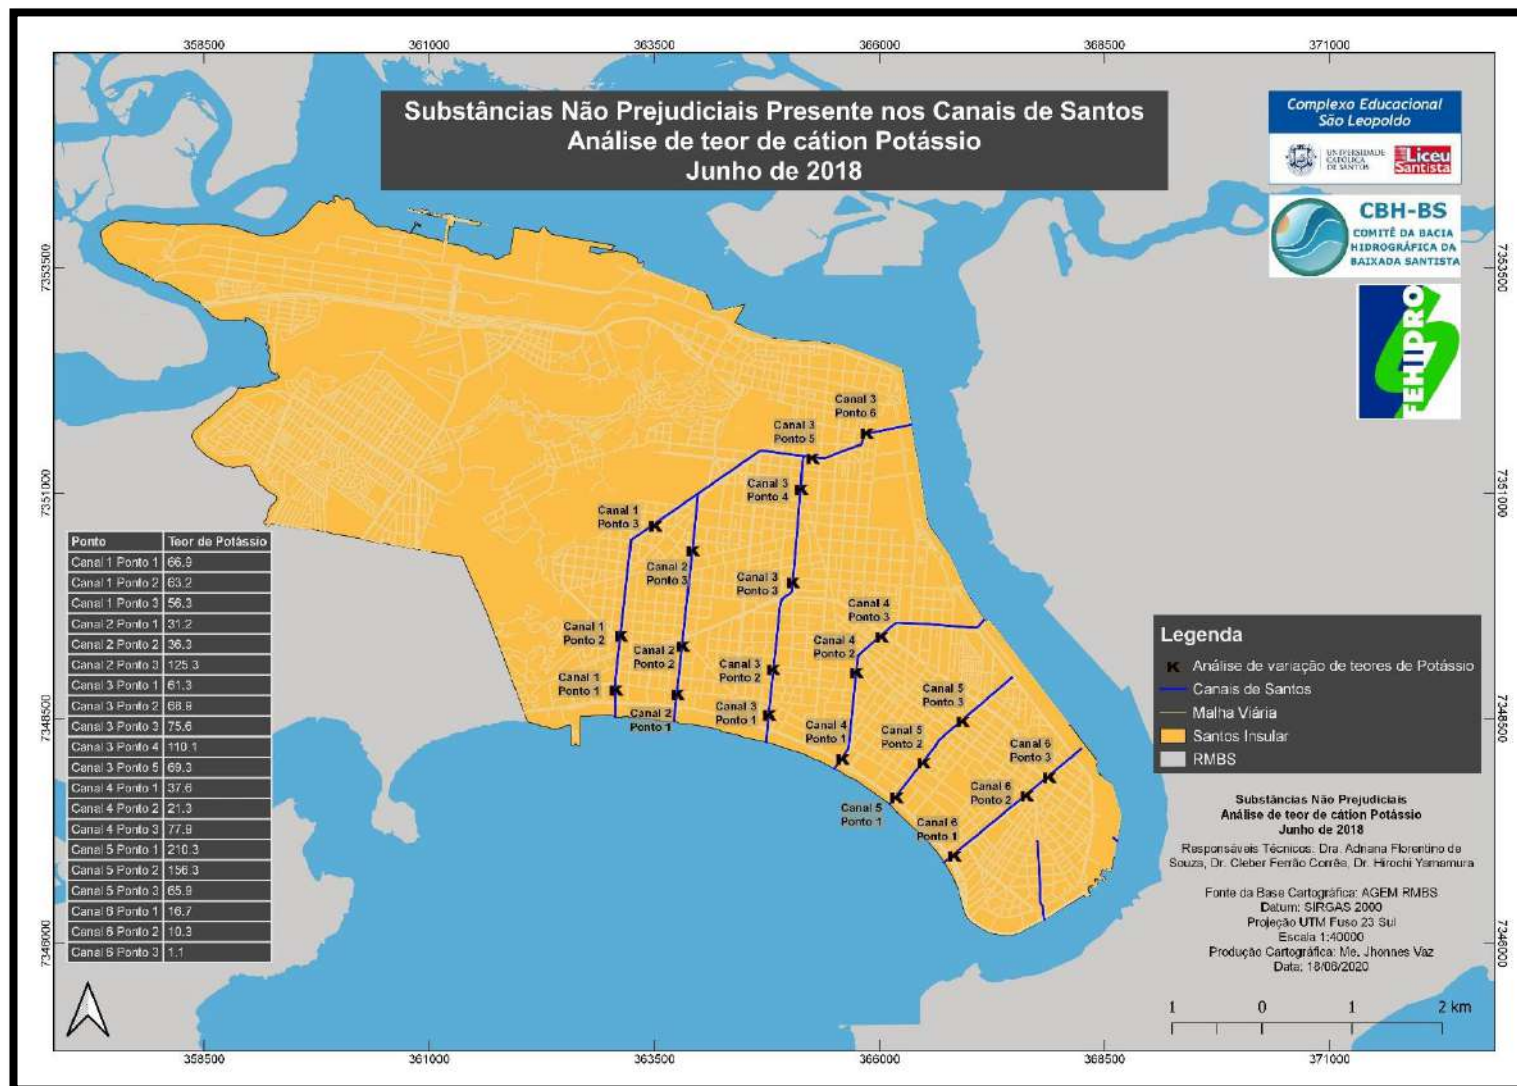 358500
361000
363500
366000
368500
371000
Substâncias Não Prejudiciais Presente nos Canais de Santos
Análise de teor de cátion Potássio
Junho de 2018
Complexo Educacional
São Leopoldo
UNIVERSIDADE
CATÓLICA
DE SANTOS
Liceu
Santista
CBH-BS
COMITÊ DA BACIA
HIDROGRÁFICA DA
BAIXADA SANTISTA
FEHIPRO
7353500
7353500
7351000
7351000
7348500
7348500
7346000
7346000
Canal 3
Ponto 6
Canal 3
Ponto 5
Canal 3
Ponto 4
Canal 1
Ponto 3
Canal 2
Ponto 3
Canal 3
Ponto 3
Canal 4
Ponto 3
Canal 1
Ponto 2
Canal 2
Ponto 2
Canal 4
Ponto 2
Canal 3
Ponto 2
Canal 1
Ponto 1
Canal 2
Ponto 1
Canal 3
Ponto 1
Canal 4
Ponto 1
Canal 5
Ponto 3
Canal 5
Ponto 2
Canal 5
Ponto 1
Canal 6
Ponto 3
Canal 6
Ponto 2
Canal 6
Ponto 1
Ponto Teor de Potássio
Canal 1 Ponto 1 66.9
Canal 1 Ponto 2 63.2
Canal 1 Ponto 3 56.3
Canal 2 Ponto 1 31.2
Canal 2 Ponto 2 36.3
Canal 2 Ponto 3 125.3
Canal 3 Ponto 1 61.3
Canal 3 Ponto 2 68.9
Canal 3 Ponto 3 75.6
Canal 3 Ponto 4 110.1
Canal 3 Ponto 5 69.3
Canal 4 Ponto 1 37.6
Canal 4 Ponto 2 21.3
Canal 4 Ponto 3 77.9
Canal 5 Ponto 1 210.3
Canal 5 Ponto 2 156.3
Canal 5 Ponto 3 65.9
Canal 6 Ponto 1 16.7
Canal 6 Ponto 2 10.3
Canal 6 Ponto 3 1.1
Legenda
K Análise de variação de teores de Potássio
Canais de Santos
Malha Viária
Santos Insular
RMBS
Substâncias Não Prejudiciais
Análise de teor de cátion Potássio
Junho de 2018
Responsáveis Técnicos: Dra. Adriana Florentino de
Souza, Dr. Cleber Ferrão Corrêa, Dr. Hirochi Yamamura
Fonte da Base Cartográfica: AGEM RMBS
Datum: SIRGAS 2000
Projeção UTM Fuso 23 Sul
Escala 1:40000
Produção Cartográfica: Me. Jhonnes Vaz
Data: 18/06/2020
1 0 1 2 km
358500
361000
363500
366000
368500
371000